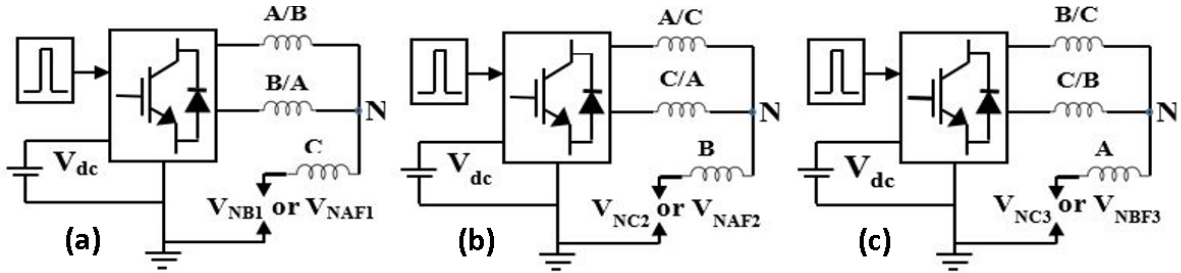 A/B
B/A
N
C
Vdc
VNB1 or VNAF1
(a)
A/C
C/A
N
B
Vdc
VNC2 or VNAF2
(b)
B/C
C/B
N
A
Vdc
VNC3 or VNBF3
(c)